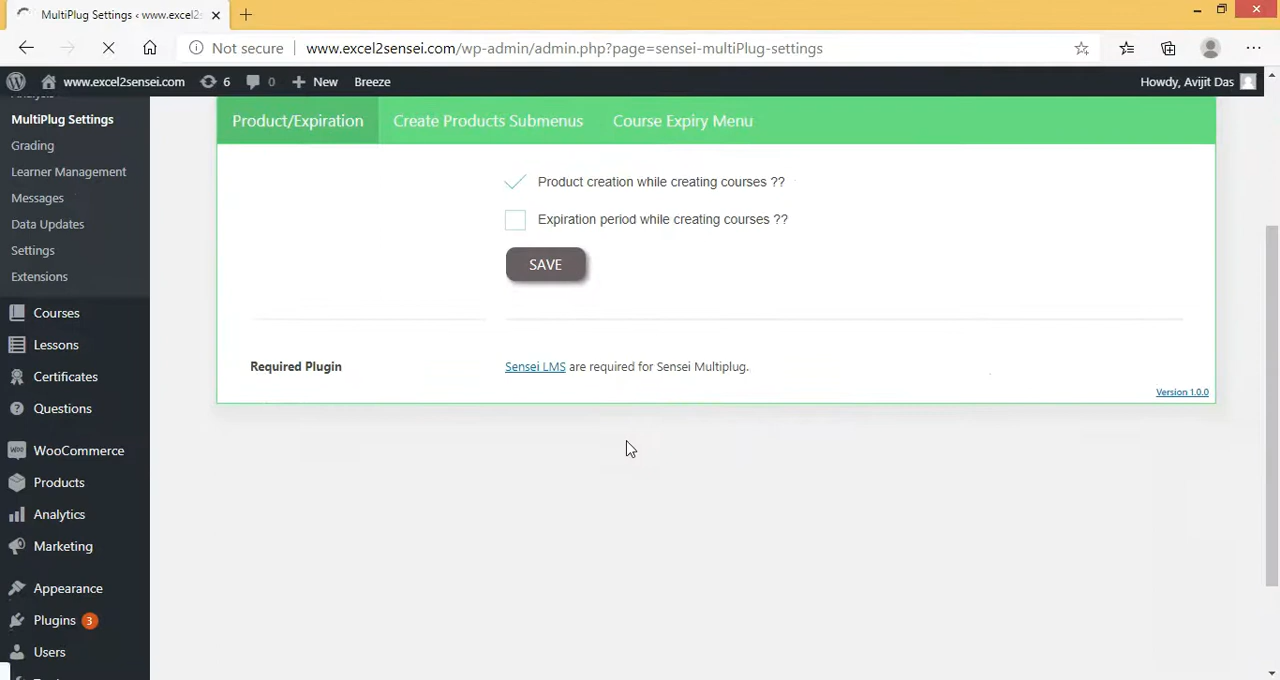 MultiPlug Settings ‹ www.excel2
Not secure
www.excel2sensei.com/wp-admin/admin.php?page=sensei-multiPlug-settings
www.excel2sensei.com 6 0 New Breeze
Howdy, Avijit Das
MultiPlug Settings
Grading
Learner Management
Messages
Data Updates
Settings
Extensions
Courses
Lessons
Certificates
Questions
WooCommerce
Products
Analytics
Marketing
Appearance
Plugins 3
Users
Product/Expiration Create Products Submenus Course Expiry Menu
Product creation while creating courses ??
Expiration period while creating courses ??
SAVE
Required Plugin
Sensei LMS are required for Sensei Multiplug.
Version 1.0.0